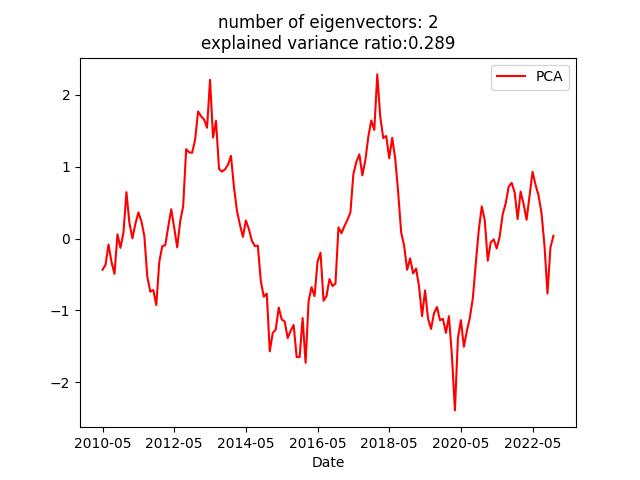 number of eigenvectors: 2
explained variance ratio:0.289
PCA
2
1
0
−1
−2
2010-05 2012-05 2014-05 2016-05 2018-05 2020-05 2022-05
Date